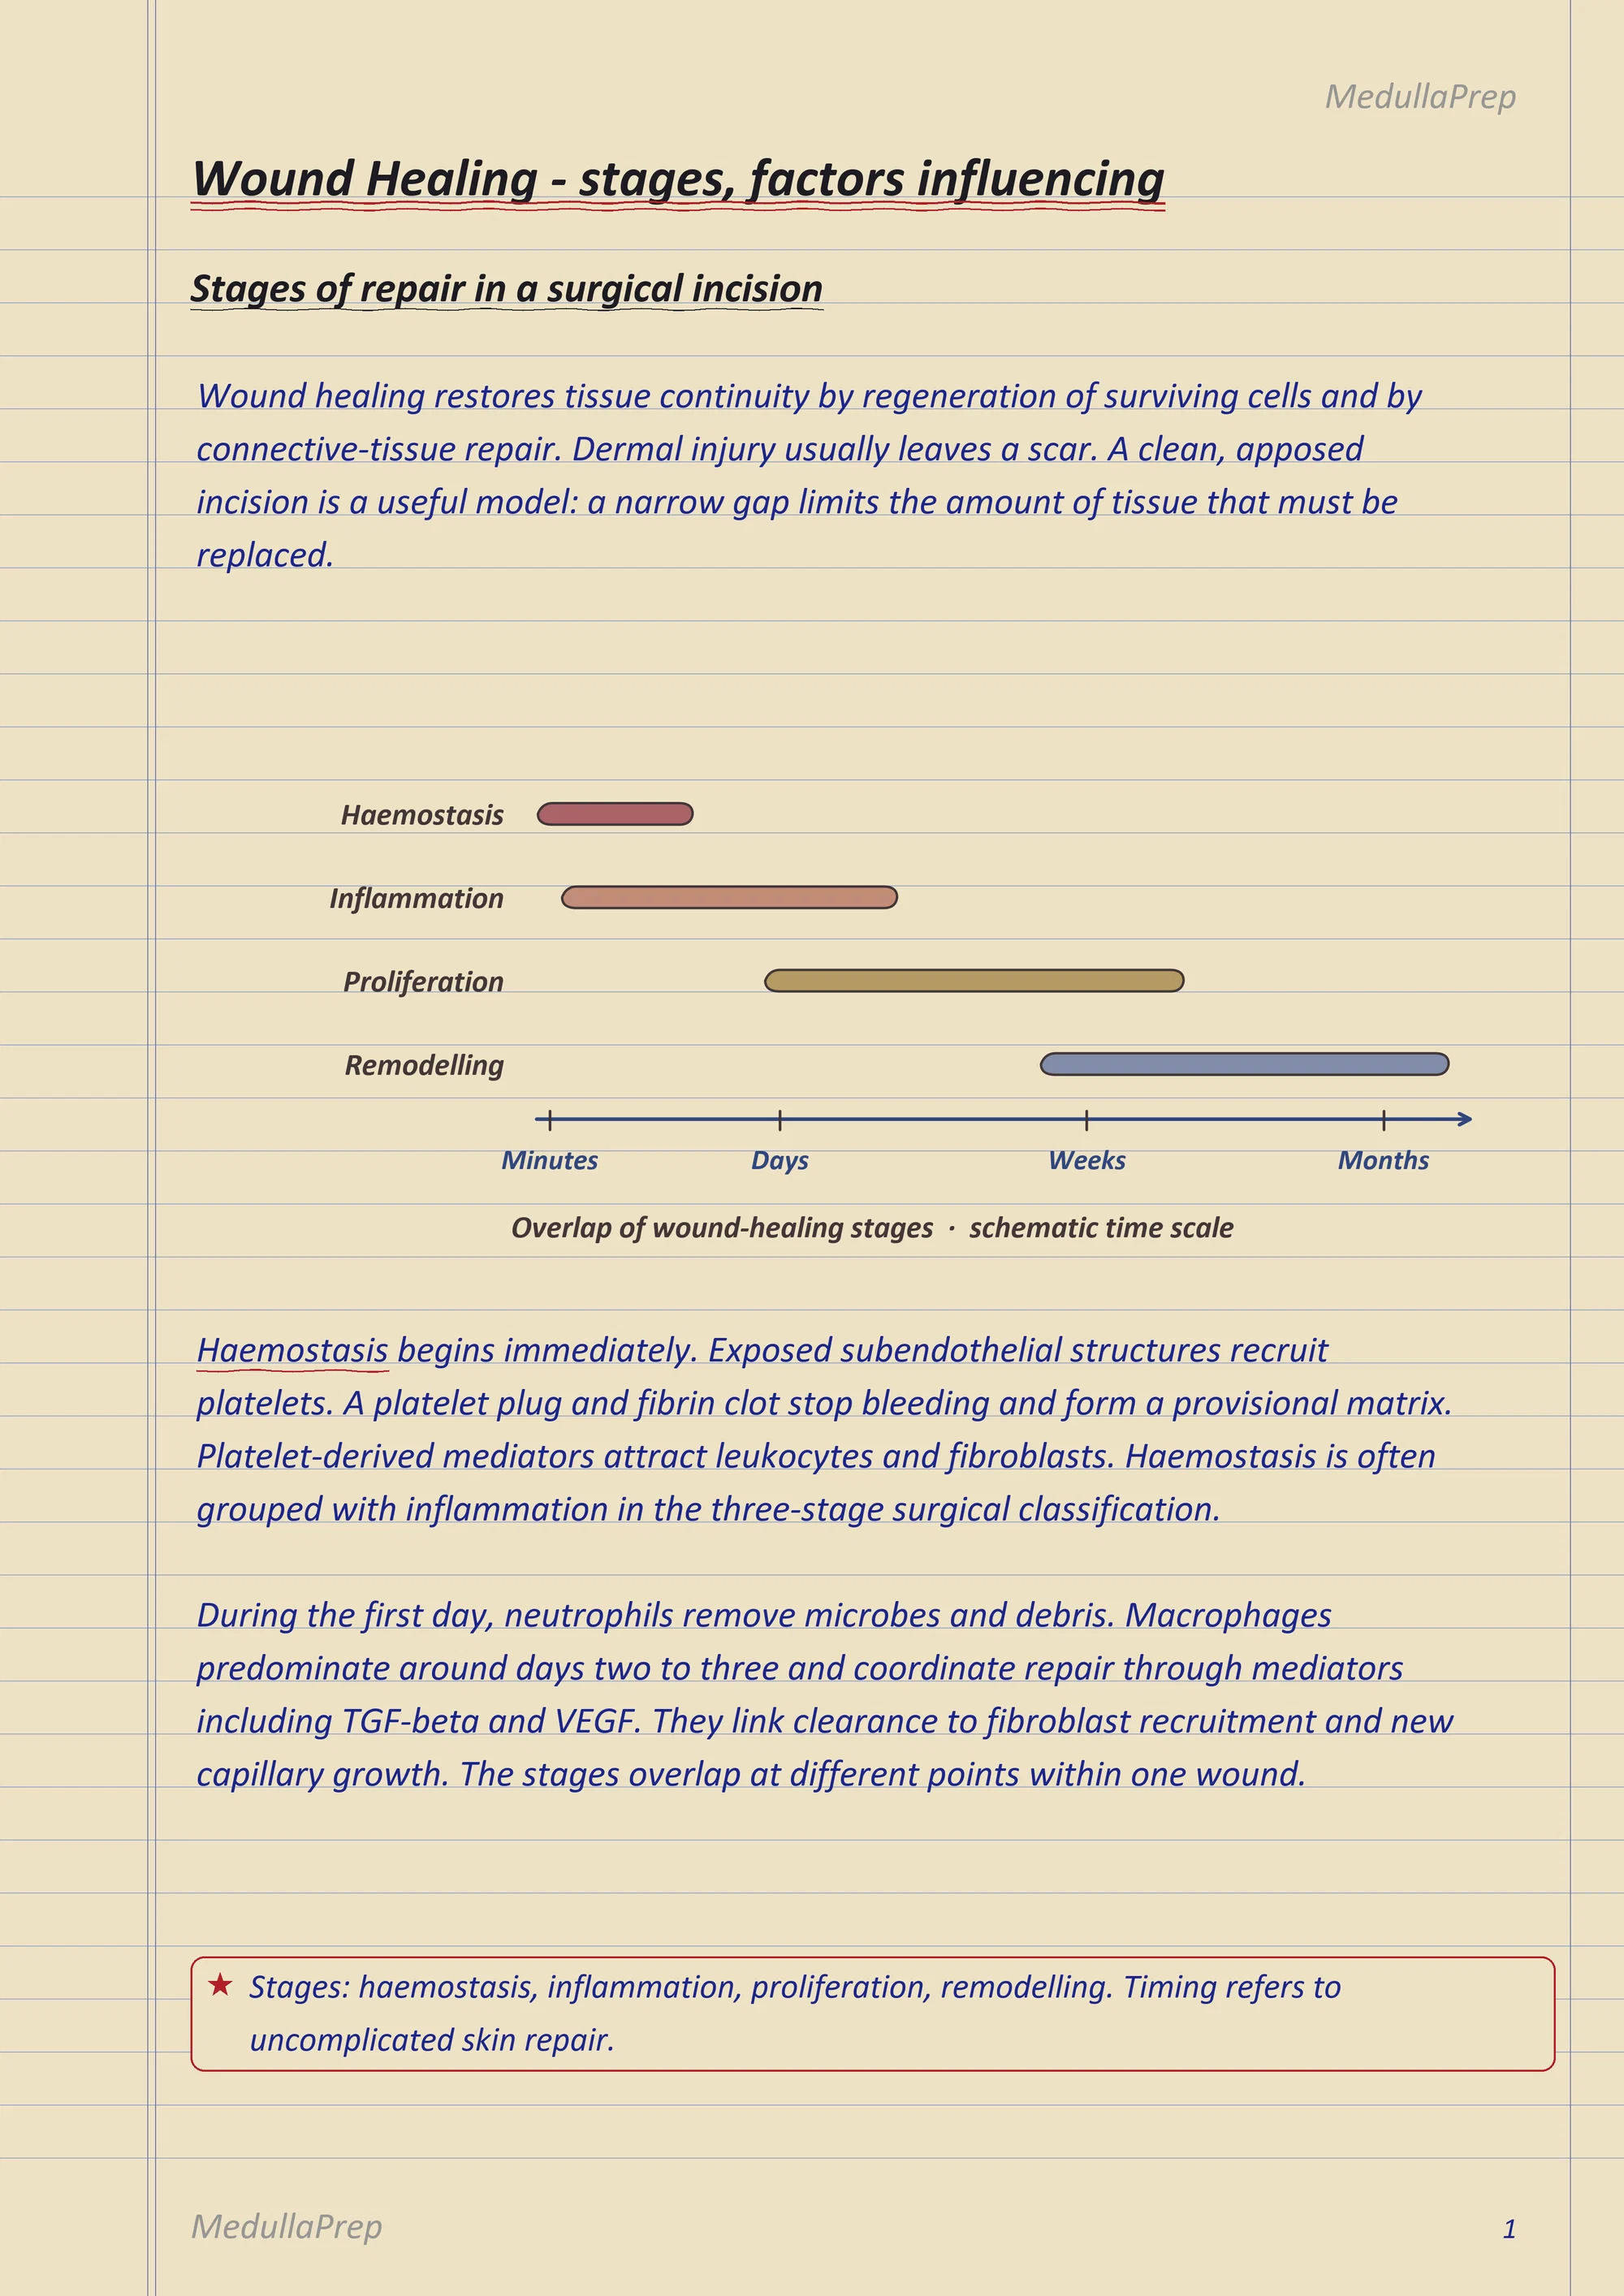 MedullaPrep
Wound Healing - stages, factors influencing
Stages of repair in a surgical incision
Wound healing restores tissue continuity by regeneration of surviving cells and by
connective-tissue repair. Dermal injury usually leaves a scar. A clean, apposed
incision is a useful model: a narrow gap limits the amount of tissue that must be
replaced.
Haemostasis
Inflammation
Proliferation
Remodelling
Minutes Days Weeks Months
Overlap of wound-healing stages · schematic time scale
Haemostasis begins immediately. Exposed subendothelial structures recruit
platelets. A platelet plug and fibrin clot stop bleeding and form a provisional matrix.
Platelet-derived mediators attract leukocytes and fibroblasts. Haemostasis is often
grouped with inflammation in the three-stage surgical classification.
During the first day, neutrophils remove microbes and debris. Macrophages
predominate around days two to three and coordinate repair through mediators
including TGF-beta and VEGF. They link clearance to fibroblast recruitment and new
capillary growth. The stages overlap at different points within one wound.
★ Stages: haemostasis, inflammation, proliferation, remodelling. Timing refers to
uncomplicated skin repair.
MedullaPrep 1